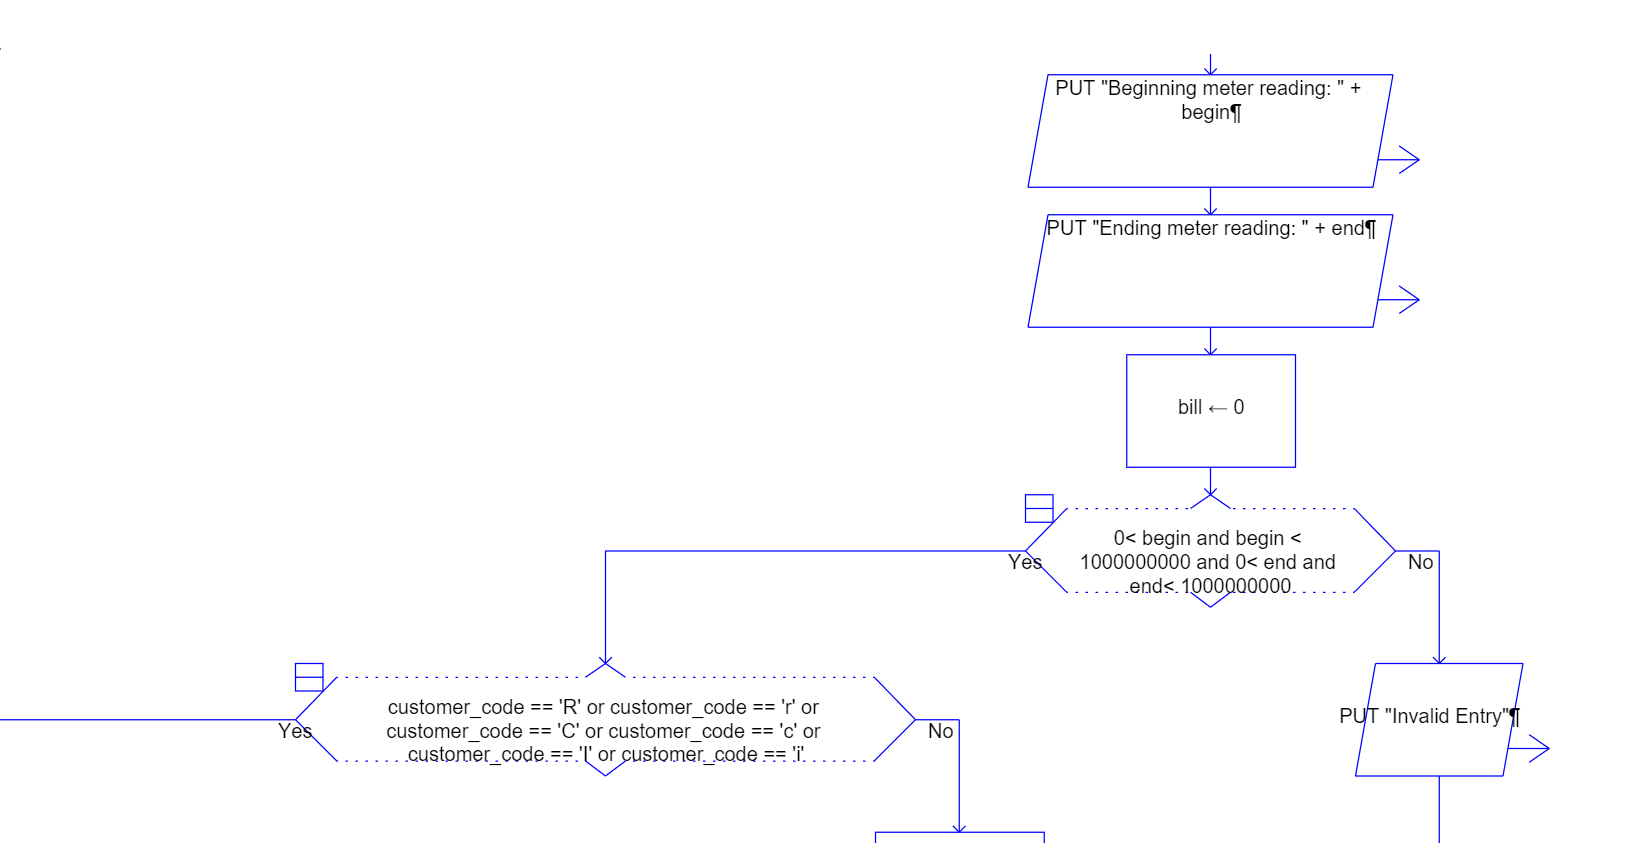 PUT "Beginning meter reading: " +
begin¶
PUT "Ending meter reading: " + end¶
bill ← 0
0< begin and begin <
1000000000 and 0< end and
end< 1000000000
Yes
No
customer_code == 'R' or customer_code == 'r' or
customer_code == 'C' or customer_code == 'c' or
customer_code == 'I' or customer_code == 'i'
Yes
No
PUT "Invalid Entry"¶